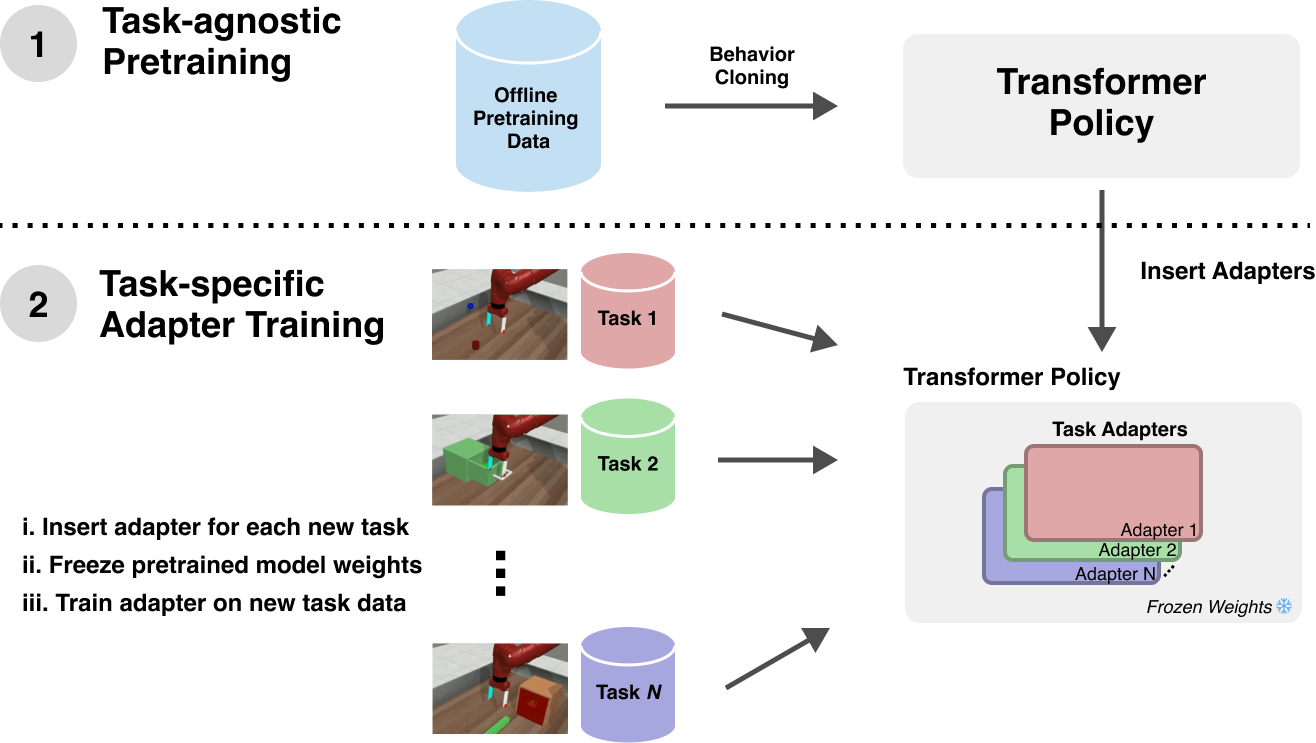 1
Task-agnostic
Pretraining
Offline
Pretraining
Data
Behavior
Cloning
Transformer
Policy
Insert Adapters
2
Task-specific
Adapter Training
i. Insert adapter for each new task
ii. Freeze pretrained model weights
iii. Train adapter on new task data
Task 1
Task 2
Task N
Transformer Policy
Task Adapters
Adapter 1
Adapter 2
Adapter N
Frozen Weights